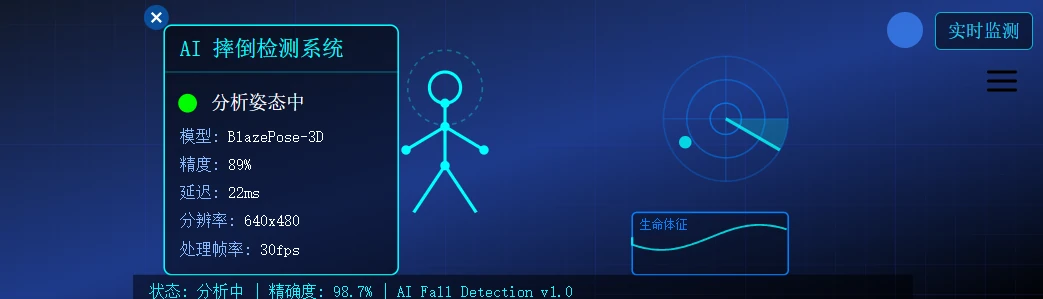 AI 摔倒检测系统
分析姿态中
模型: BlazePose-3D
精度: 89%
延迟: 22ms
分辨率: 640x480
处理帧率: 30fps
实时监测
生命体征
状态: 分析中 | 精确度: 98.7% | AI Fall Detection v1.0